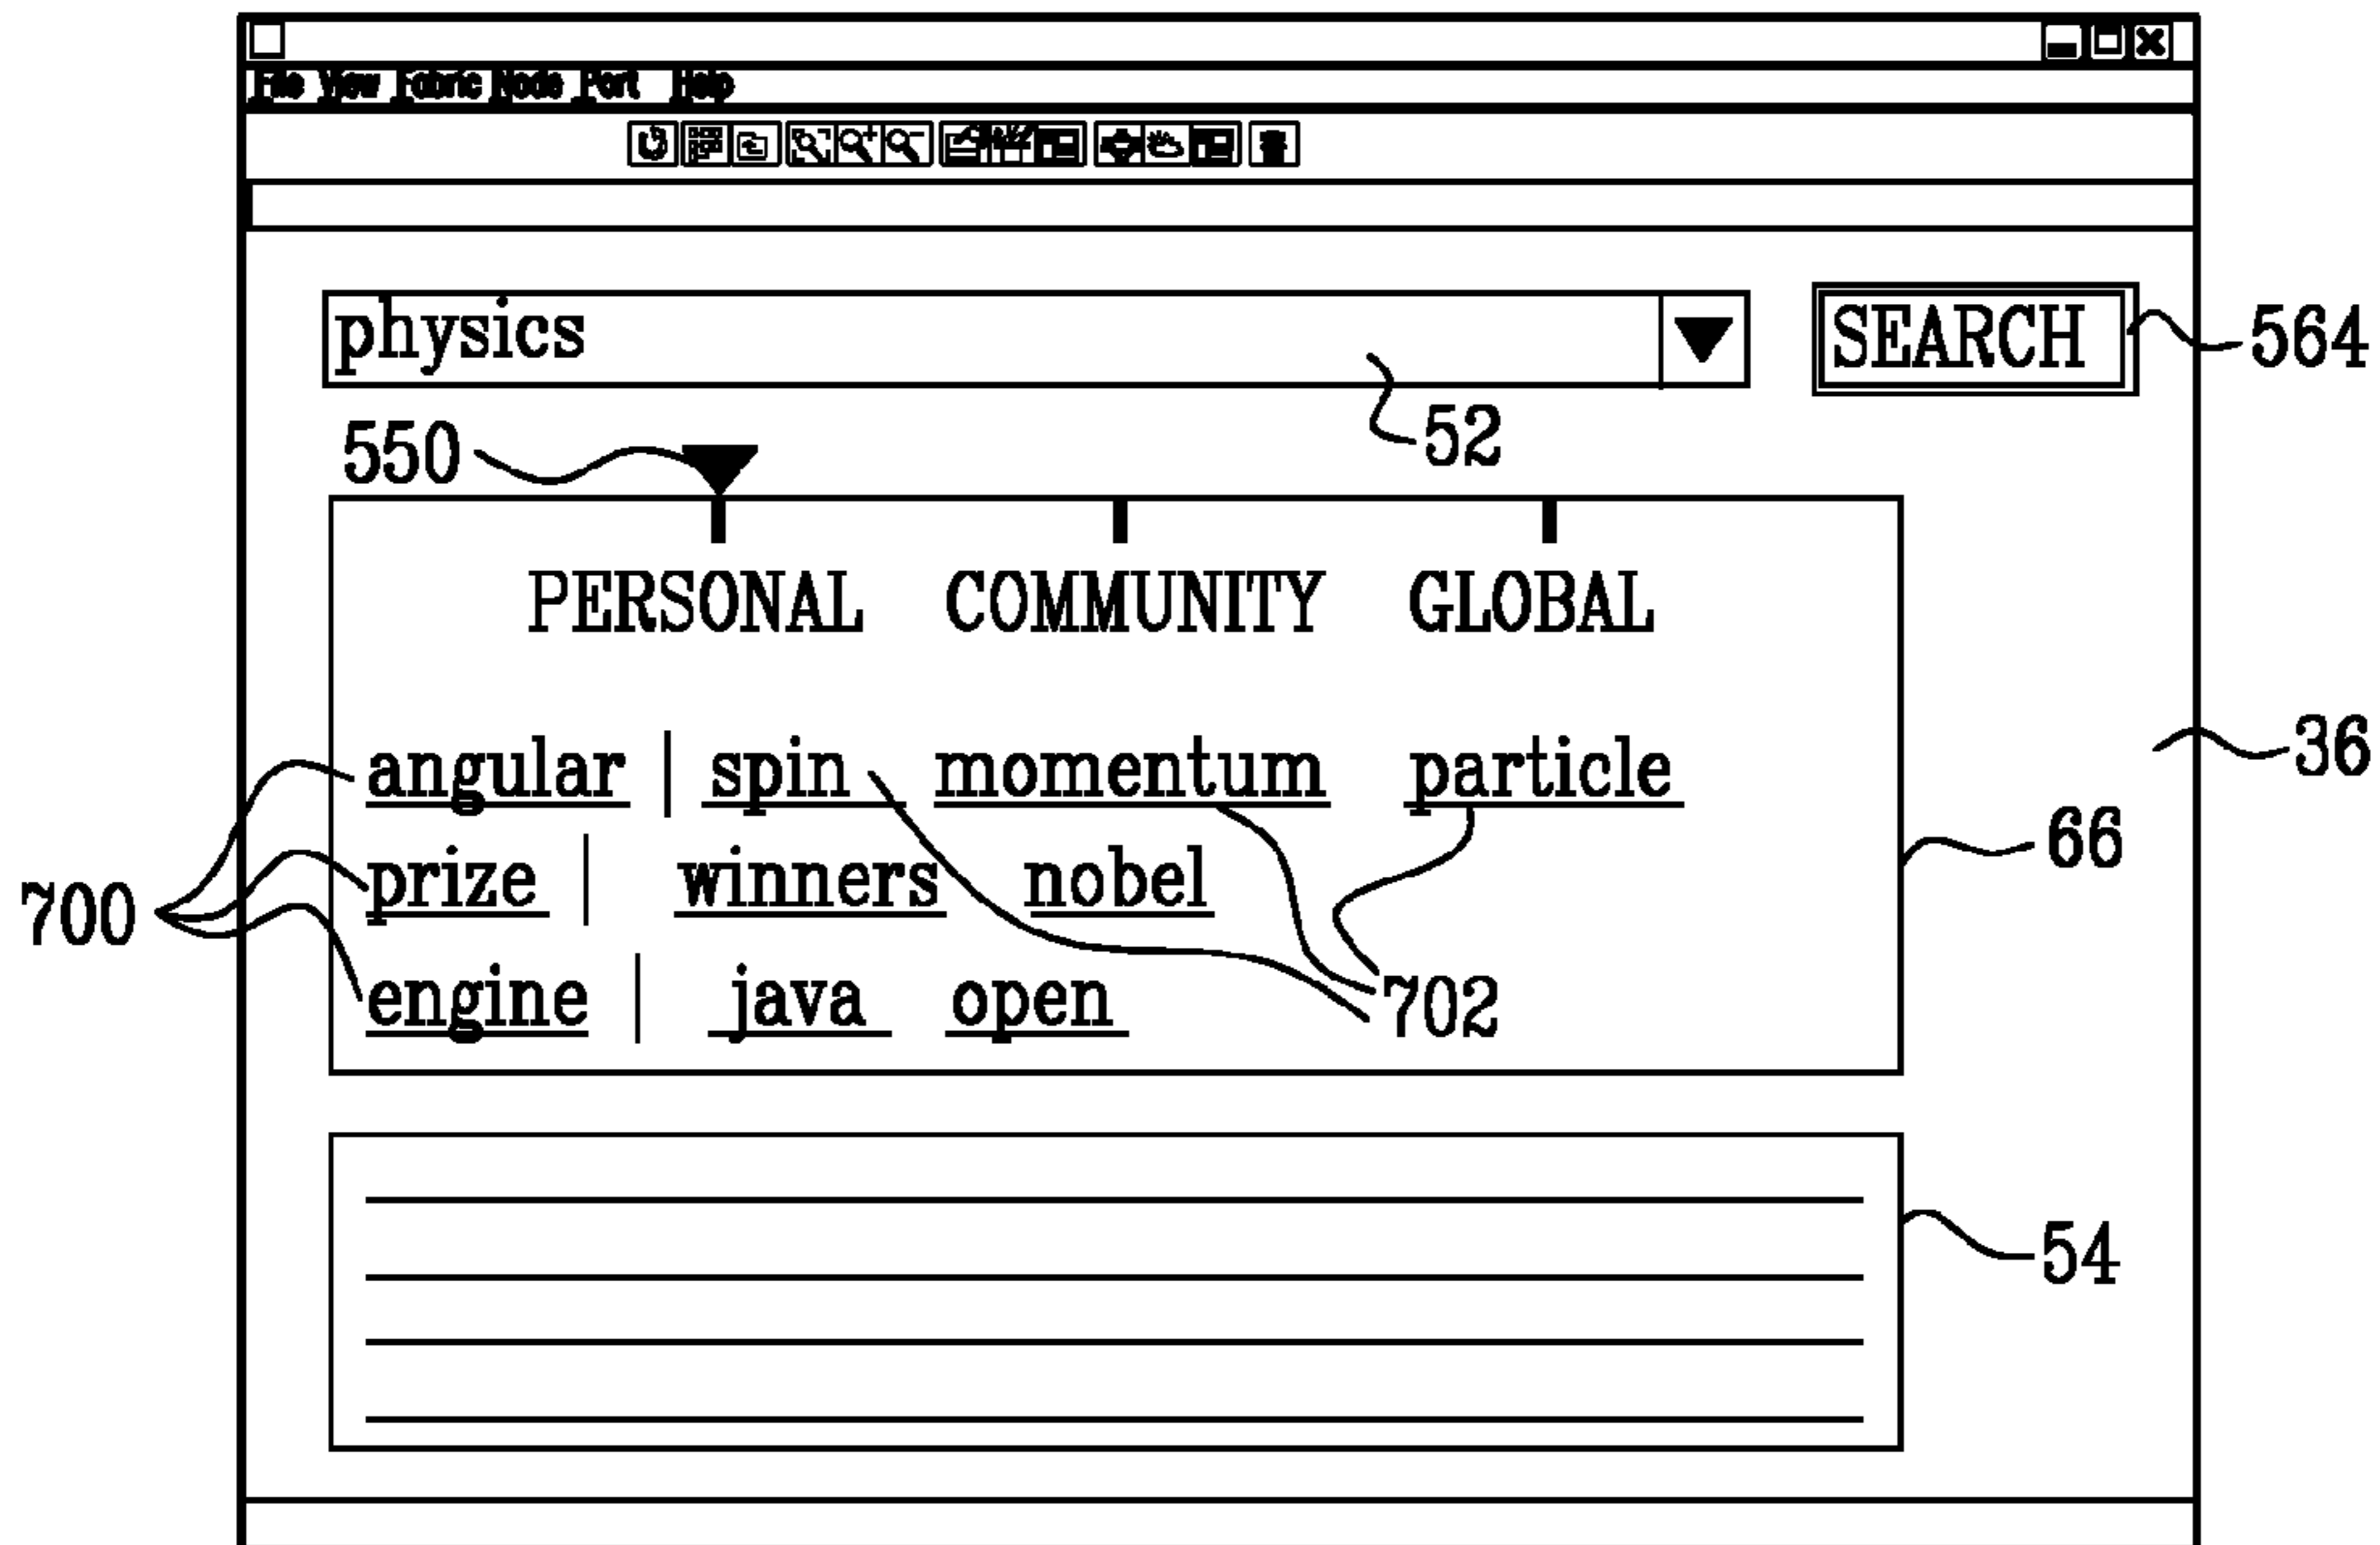 File View Fabric Node Port Help
physics
SEARCH
564
550
52
PERSONAL COMMUNITY GLOBAL
36
angular | spin momentum particle
66
prize | winners nobel
700
engine | java open
702
54